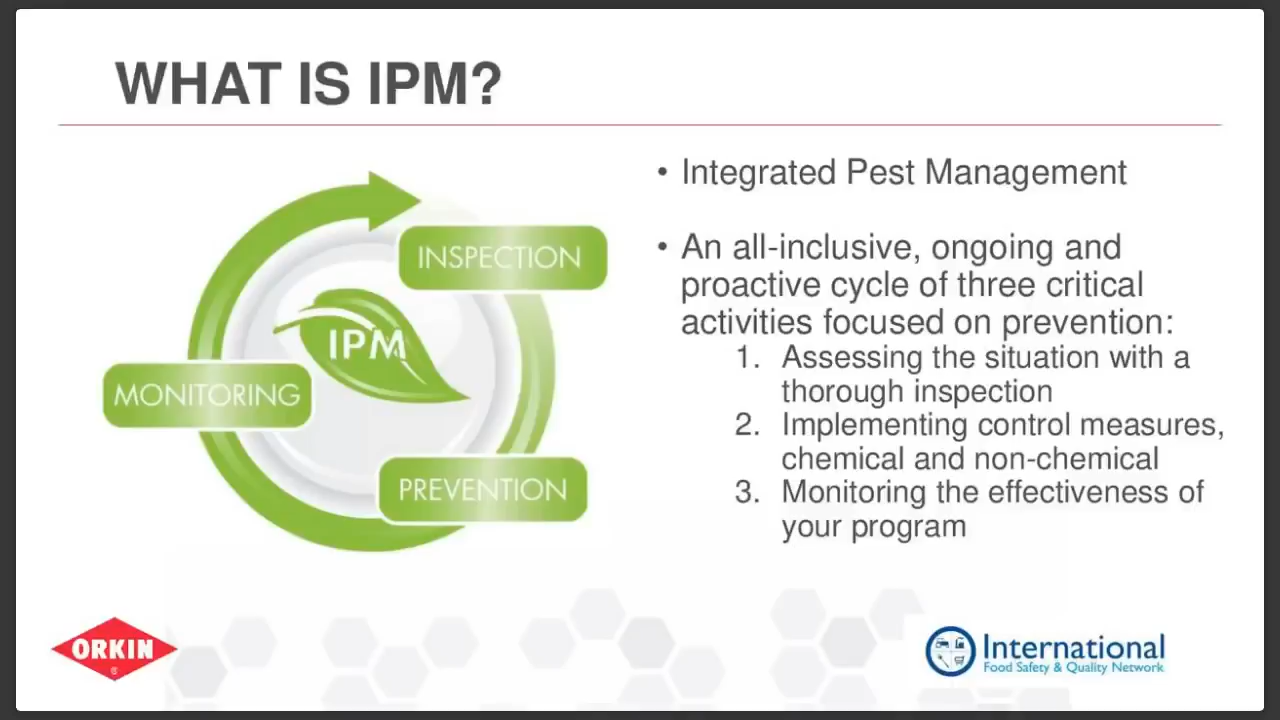 WHAT IS IPM?
INSPECTION
IPM
MONITORING
PREVENTION
• Integrated Pest Management
• An all-inclusive, ongoing and
proactive cycle of three critical
activities focused on prevention:
1. Assessing the situation with a
thorough inspection
2. Implementing control measures,
chemical and non-chemical
3. Monitoring the effectiveness of
your program
ORKIN
®
International
Food Safety & Quality Network